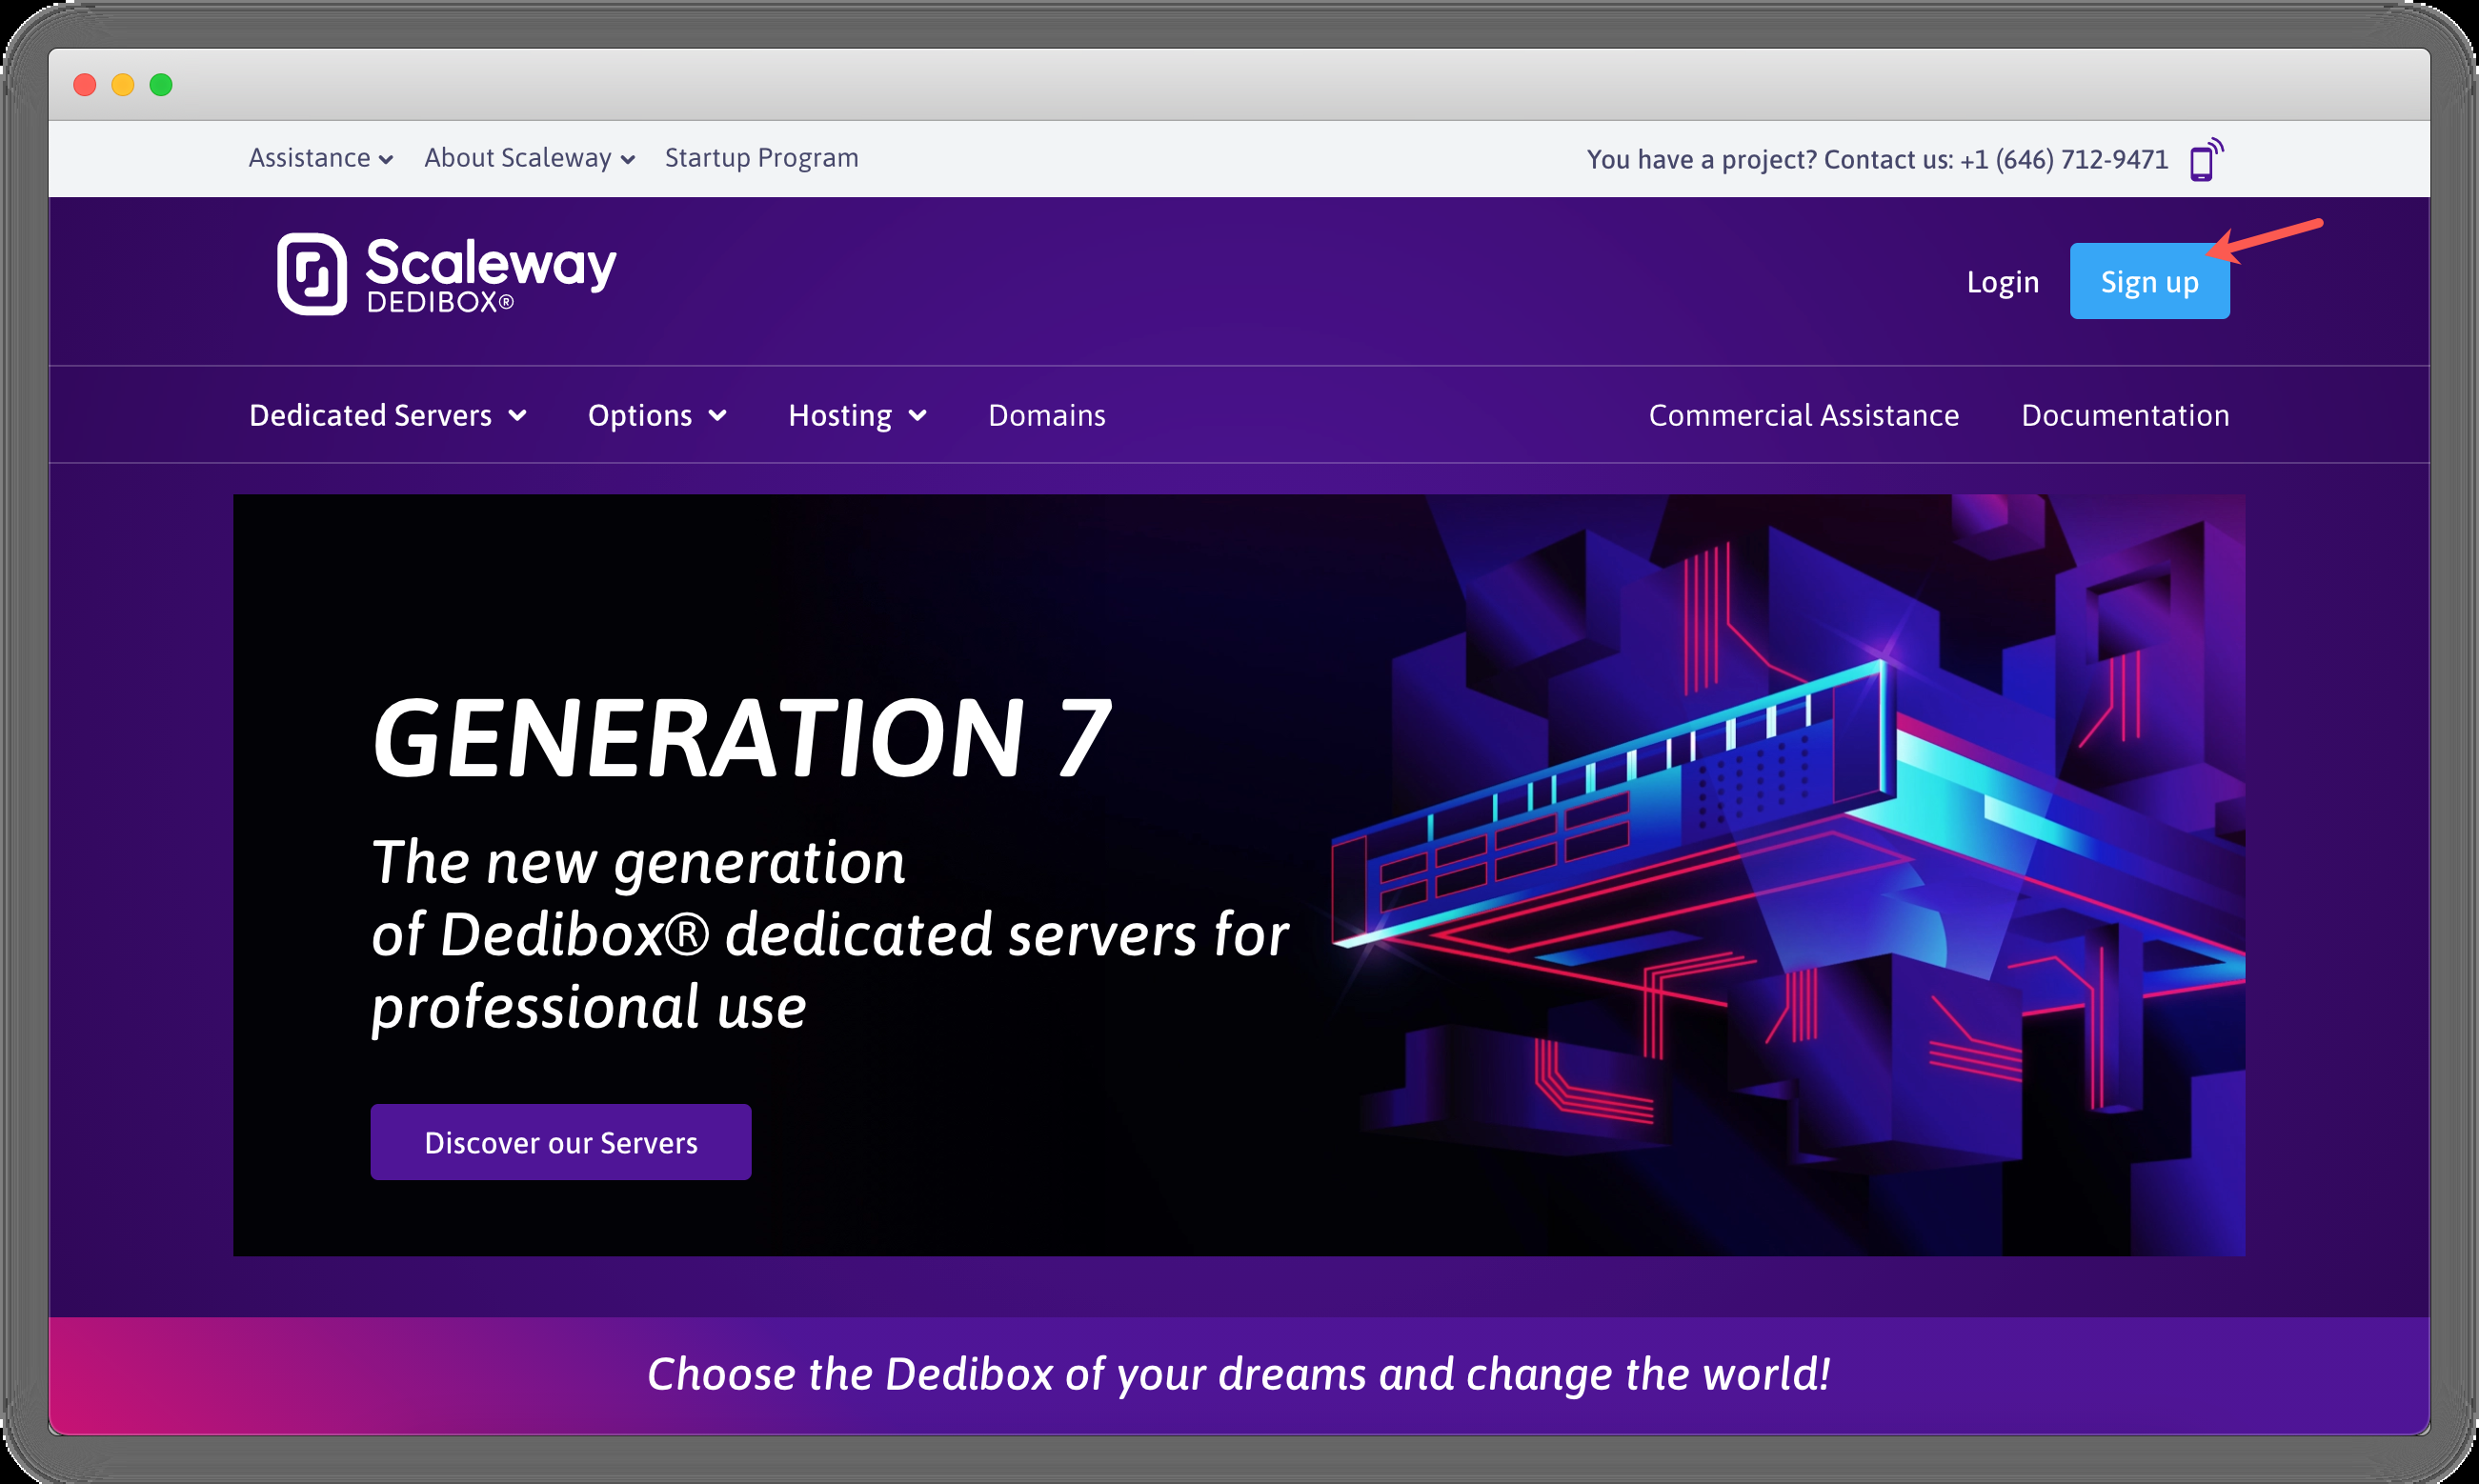 Assistance About Scaleway Startup Program
You have a project? Contact us: +1 (646) 712-9471
Scaleway
DEDIBOX®
Login Sign up
Dedicated Servers Options Hosting Domains
Commercial Assistance Documentation
GENERATION 7
The new generation
of Dedibox® dedicated servers for
professional use
Discover our Servers
Choose the Dedibox of your dreams and change the world!